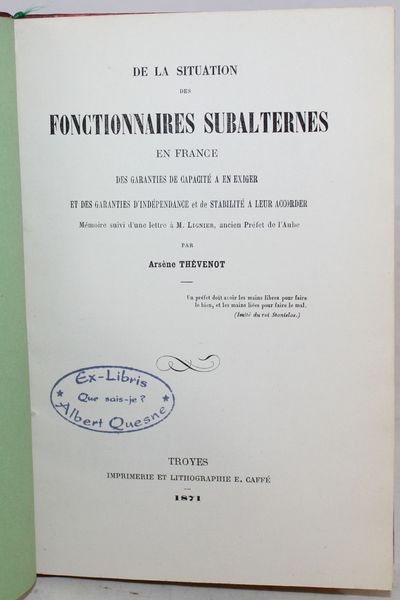 DE LA SITUATION
DES
FONCTIONNAIRES SUBALTERNES
EN FRANCE
DES GARANTIES DE CAPACITÉ A EN EXIGER
ET DES GARANTIES D'INDÉPENDANCE et de STABILITÉ A LEUR ACCORDER
Mémoire suivi d'une lettre à M. LIGNIER, ancien Préfet de l'Aube
PAR
Arsène THÉVENOT
Un préfet doit avoir les mains libres pour faire
le bien, et les mains liées pour faire le mal.
(Imité du roi Stanislas.)
Ex-Libris
Que sais-je ?
Albert Quesne
TROYES
IMPRIMERIE ET LITHOGRAPHIE E. CAFFÉ
1871